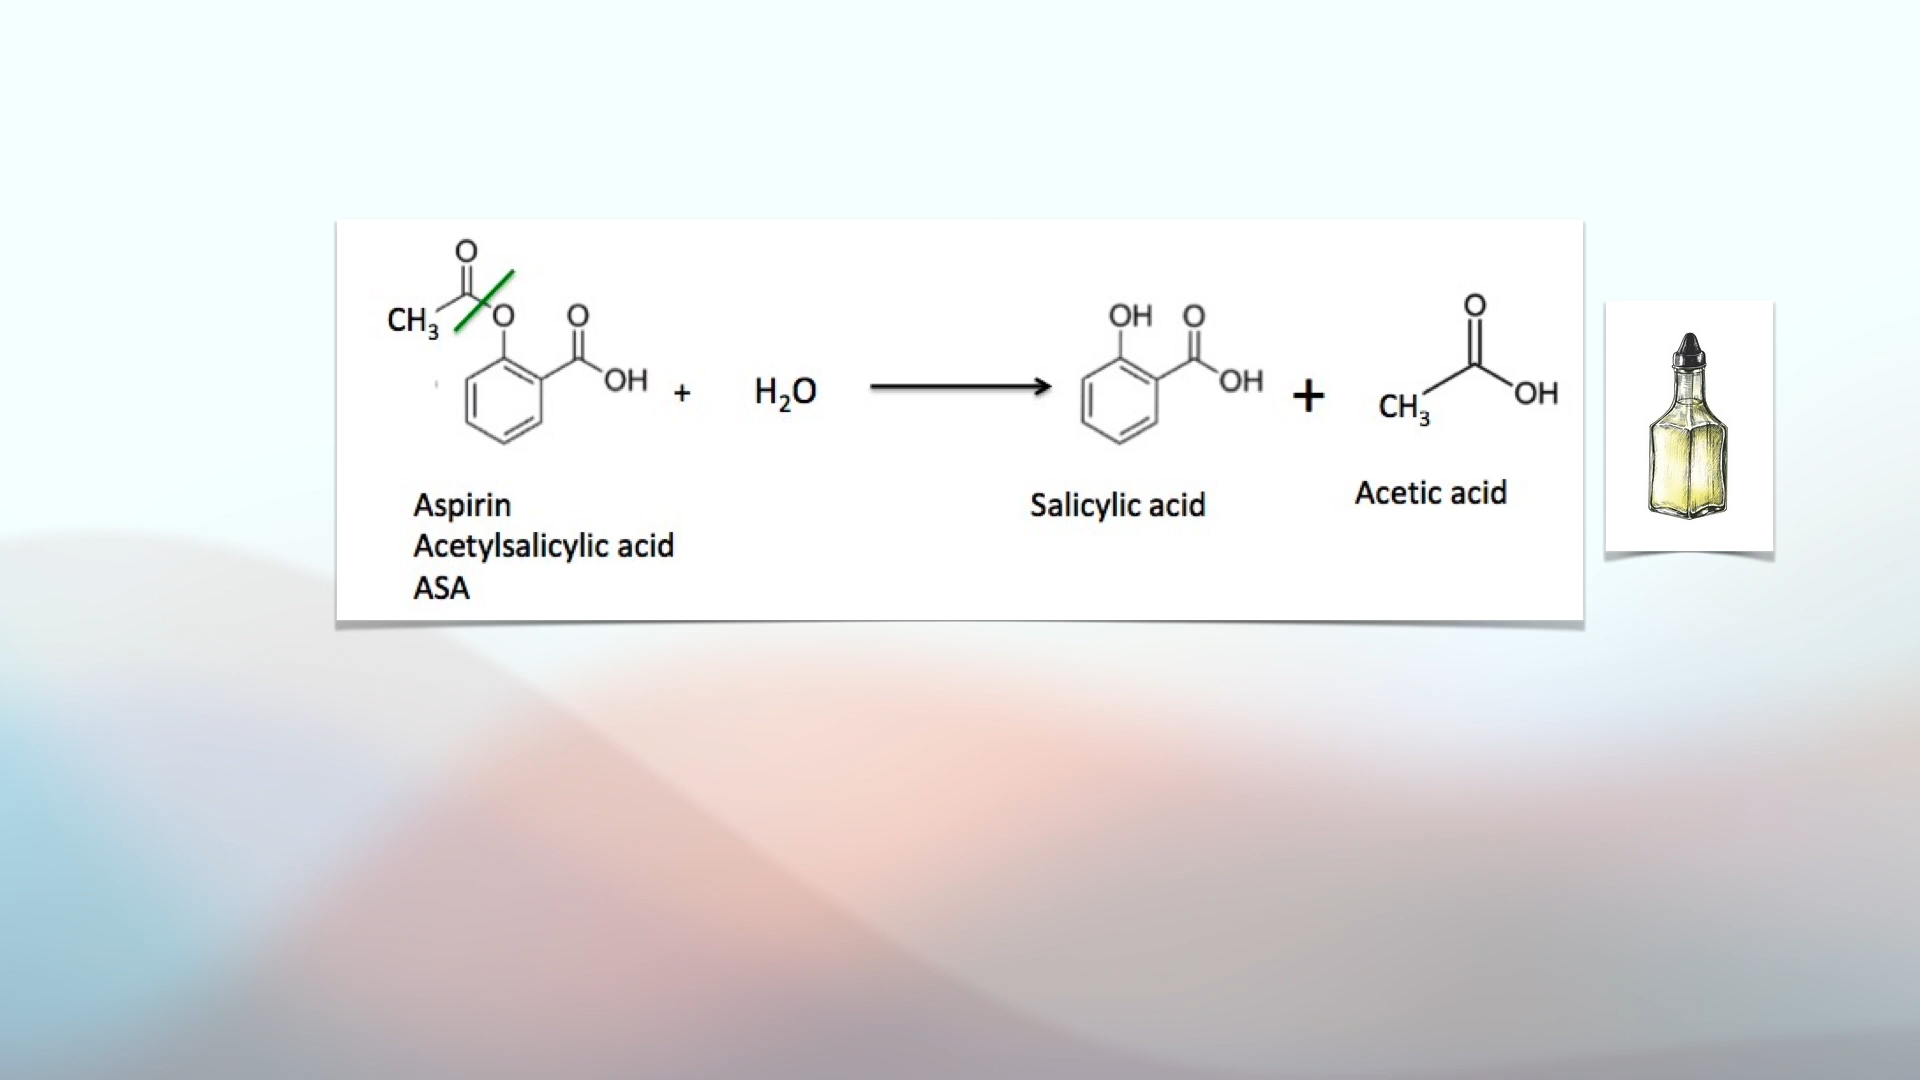 O
CH₃ O O OH + H₂O OH O OH + CH₃ O OH
Aspirin
Acetylsalicylic acid
ASA
Salicylic acid
Acetic acid